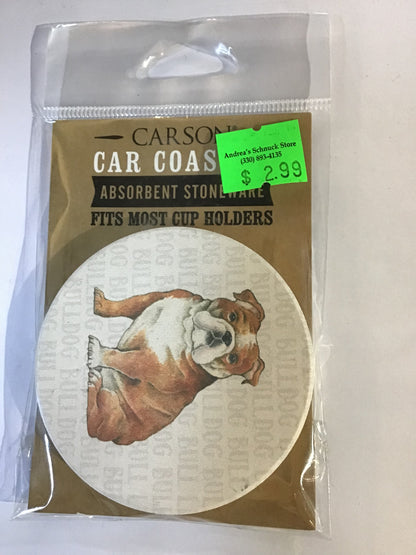 CARSON
CAR COAS
Andrea's Schnuck Store
(330) 893-4135
$ 2.99
ABSORBENT STONEWARE
FITS MOST CUP HOLDERS
BULLDOG BULLDOG BULLDOG